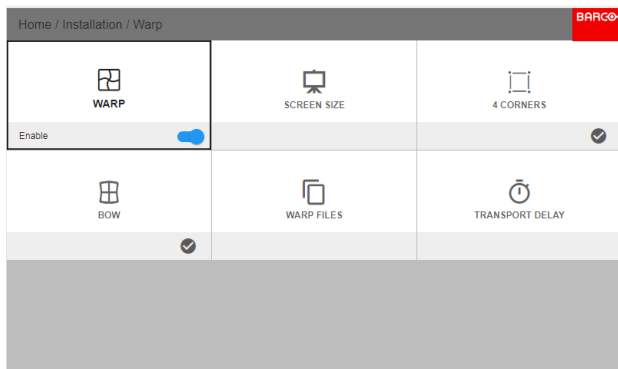 Home / Installation / Warp
BARCO
WARP
SCREEN SIZE
4 CORNERS
Enable
BOW
WARP FILES
TRANSPORT DELAY